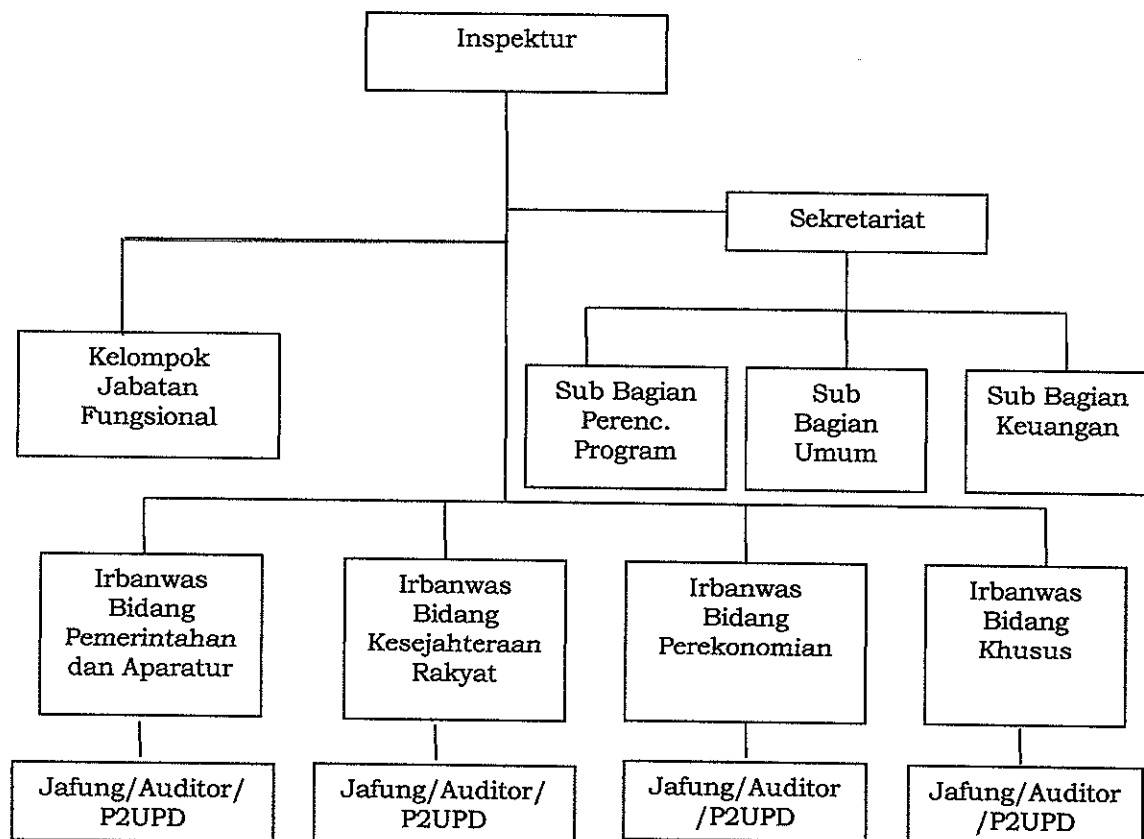 Inspektur
Sekretariat
Kelompok
Jabatan
Fungsional
Sub Bagian
Perenc.
Program
Sub
Bagian
Umum
Sub Bagian
Keuangan
Irbanwas
Bidang
Pemerintahan
dan Aparatur
Irbanwas
Bidang
Kesejahteraan
Rakyat
Irbanwas
Bidang
Perekonomian
Irbanwas
Bidang
Khusus
Jafung/Auditor/
P2UPD
Jafung/Auditor/
P2UPD
Jafung/Auditor
/P2UPD
Jafung/Auditor
/P2UPD